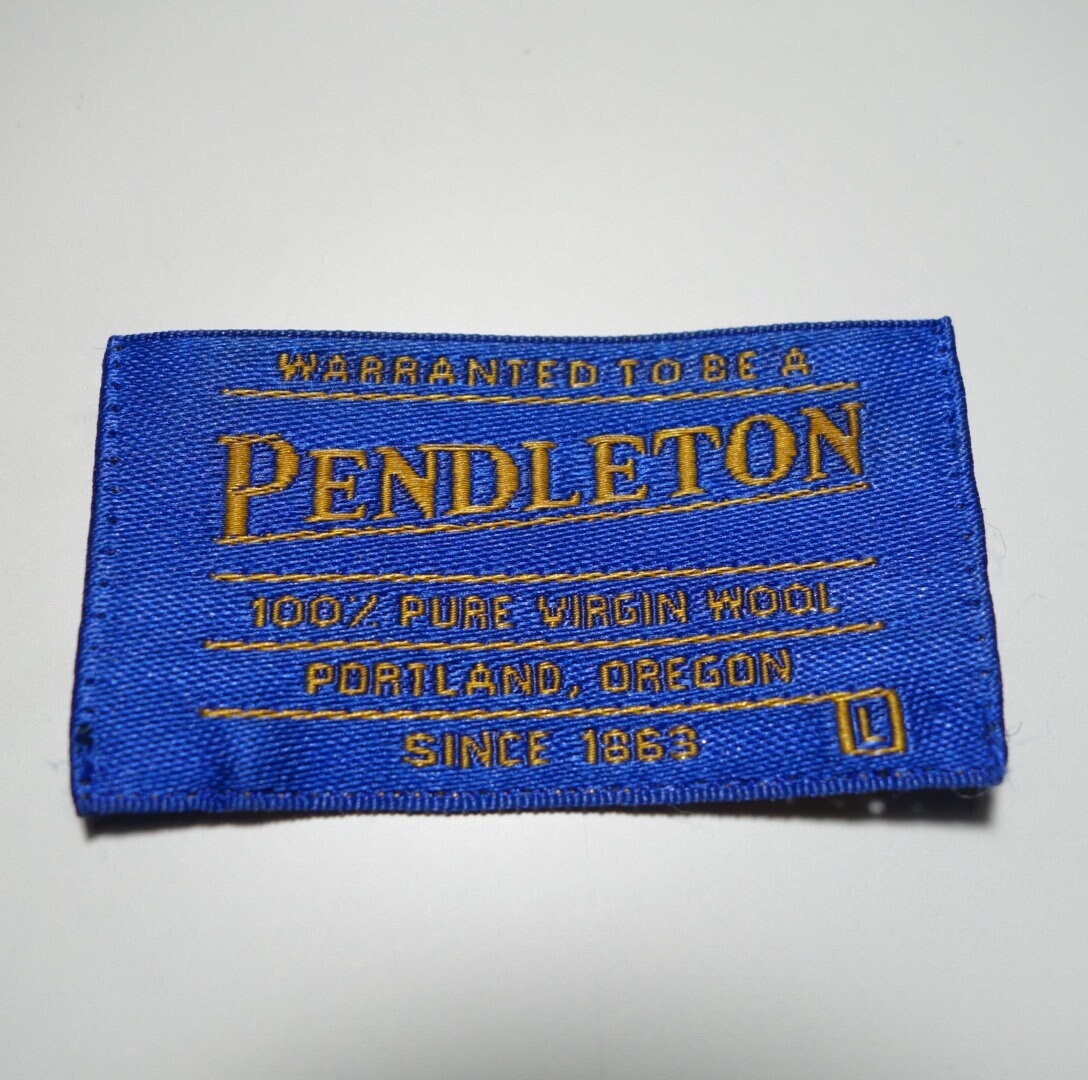 WARRANTED TO BE A
PENDLETON
100% PURE VIRGIN WOOL
PORTLAND, OREGON
SINCE 1863
L